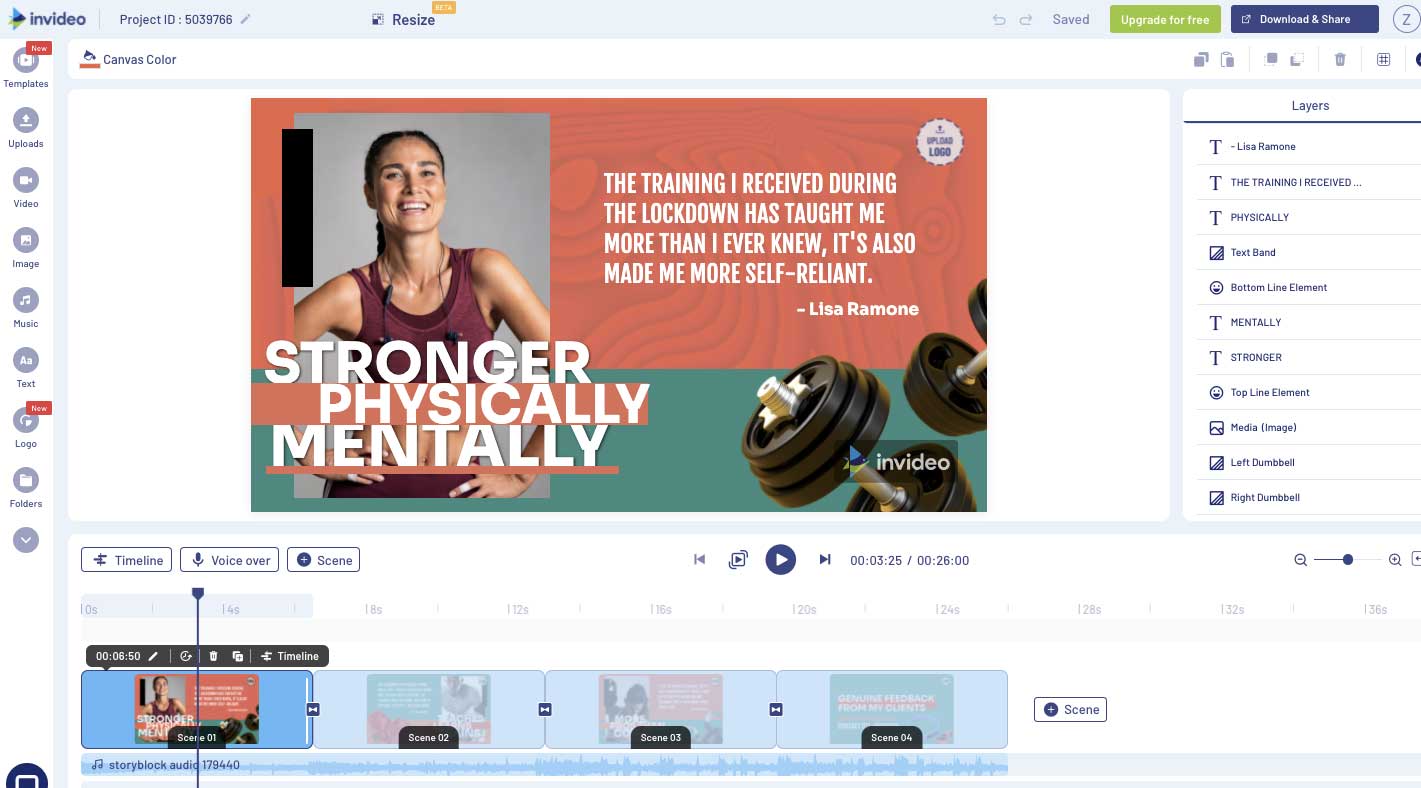 invideo
Project ID : 5039766
Resize
BETA
Saved
Upgrade for free
Download & Share
Z
New
Templates
Uploads
Video
Image
Music
Aa
Text
New
Logo
Folders
Canvas Color
UPLOAD
LOGO
THE TRAINING I RECEIVED DURING
THE LOCKDOWN HAS TAUGHT ME
MORE THAN I EVER KNEW, IT'S ALSO
MADE ME MORE SELF-RELIANT.
- Lisa Ramone
STRONGER
PHYSICALLY
MENTALLY
invideo
Layers
- Lisa Ramone
THE TRAINING I RECEIVED ...
PHYSICALLY
Text Band
Bottom Line Element
MENTALLY
STRONGER
Top Line Element
Media (Image)
Left Dumbbell
Right Dumbbell
Timeline
Voice over
Scene
00:03:25 / 00:26:00
0s 4s 8s 12s 16s 20s 24s 28s 32s 36s
00:06:50
Timeline
STRONGER
Scene 01
Scene 02
Scene 03
GENUINE FEEDBACK
FROM MY CLIENTS
Scene 04
Scene
storyblock audio 179440